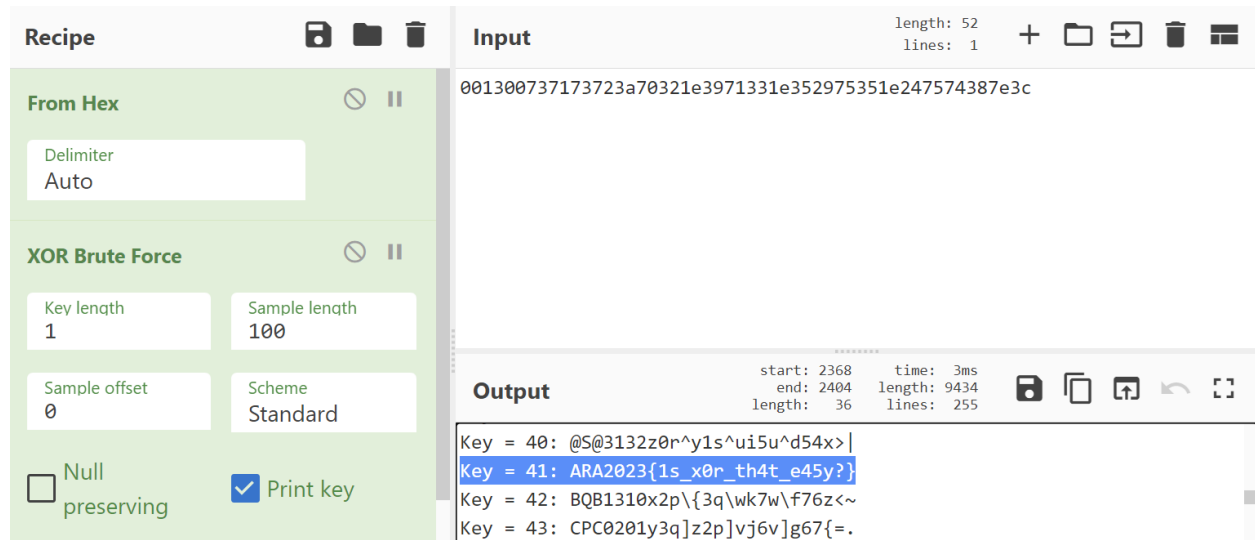 Recipe
From Hex
Delimiter
Auto
XOR Brute Force
Key length
1
Sample length
100
Sample offset
0
Scheme
Standard
Null
preserving
Print key
Input
length: 52
lines: 1
001300737173723a70321e3971331e352975351e247574387e3c
Output
start: 2368
end: 2404
length: 36
time: 3ms
length: 9434
lines: 255
Key = 40: @S@3132z0r^y1s^ui5u^d54x>|
Key = 41: ARA2023{1s_x0r_th4t_e45y?}
Key = 42: BQB1310x2p\{3q\wk7w\f76z<~
Key = 43: CPC0201y3q]z2p]vj6v]g67{=.